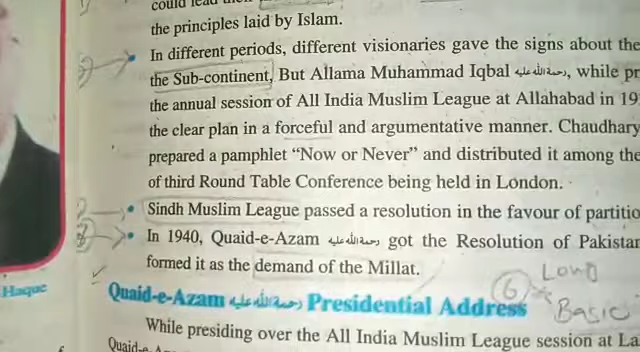 could lead their
the principles laid by Islam.
• In different periods, different visionaries gave the signs about the
the Sub-continent, But Allama Muhammad Iqbal رحمۃ اللہ علیہ, while pr
the annual session of All India Muslim League at Allahabad in 19
the clear plan in a forceful and argumentative manner. Chaudhary
prepared a pamphlet “Now or Never” and distributed it among the
of third Round Table Conference being held in London.
• Sindh Muslim League passed a resolution in the favour of partitio
• In 1940, Quaid-e-Azam رحمۃ اللہ علیہ got the Resolution of Pakistan
formed it as the demand of the Millat.
Haque
6 Long
Quaid-e-Azam رحمۃ اللہ علیہ Presidential Address
Basic
While presiding over the All India Muslim League session at La
Quaid-e-A